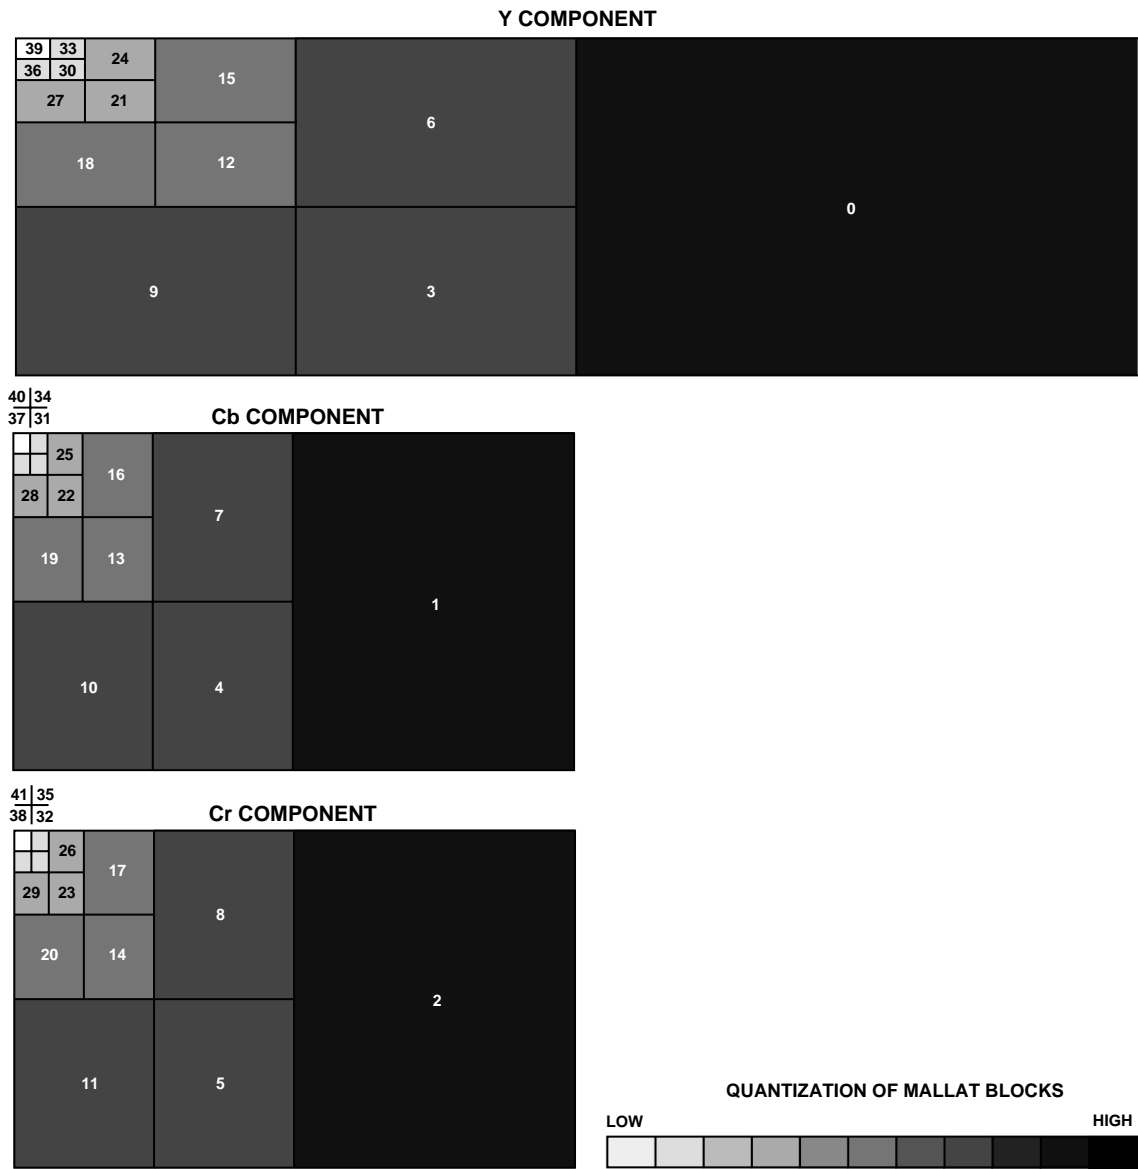 Y COMPONENT
39 33 24 15 6 0
36 30
27 21
18 12
9 3
40 34
37 31
Cb COMPONENT
25 16 7 1
28 22
19 13
10 4
41 35
38 32
Cr COMPONENT
26 17 8 2
29 23
20 14
11 5
QUANTIZATION OF MALLAT BLOCKS
LOW HIGH